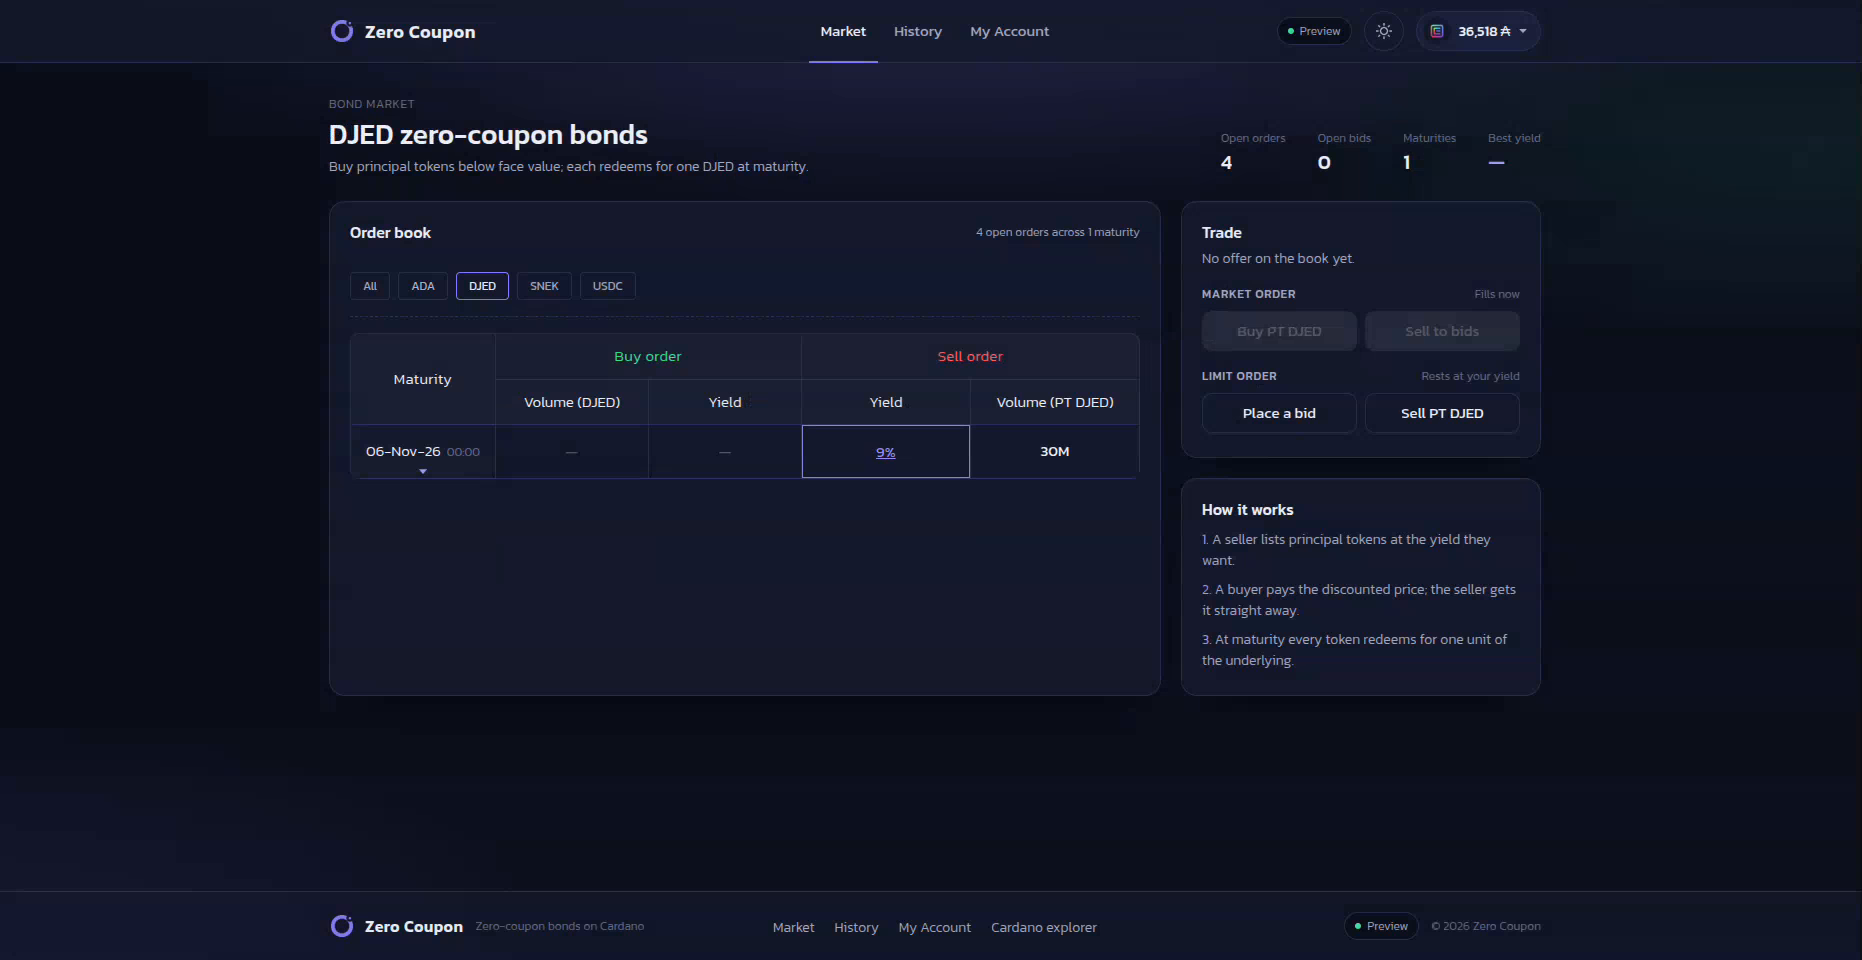 Zero Coupon
Market
History
My Account
Preview
36,518 ₳
BOND MARKET
DJED zero-coupon bonds
Buy principal tokens below face value; each redeems for one DJED at maturity.
Open orders
4
Open bids
0
Maturities
1
Best yield
—
Order book
4 open orders across 1 maturity
All
ADA
DJED
SNEK
USDC
Maturity
Buy order
Sell order
Volume (DJED)
Yield
Yield
Volume (PT DJED)
06-Nov-26 00:00
—
—
9%
30M
Trade
No offer on the book yet.
MARKET ORDER
Fills now
Buy PT DJED
Sell to bids
LIMIT ORDER
Rests at your yield
Place a bid
Sell PT DJED
How it works
1. A seller lists principal tokens at the yield they
want.
2. A buyer pays the discounted price; the seller gets
it straight away.
3. At maturity every token redeems for one unit of
the underlying.
Zero Coupon
Zero-coupon bonds on Cardano
Market
History
My Account
Cardano explorer
Preview
© 2026 Zero Coupon